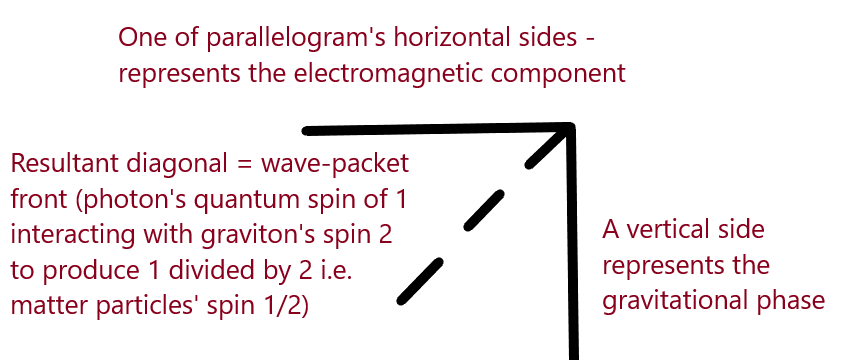 One of parallelogram's horizontal sides -
represents the electromagnetic component
Resultant diagonal = wave-packet
front (photon's quantum spin of 1
interacting with graviton's spin 2
to produce 1 divided by 2 i.e.
matter particles' spin 1/2)
A vertical side
represents the
gravitational phase